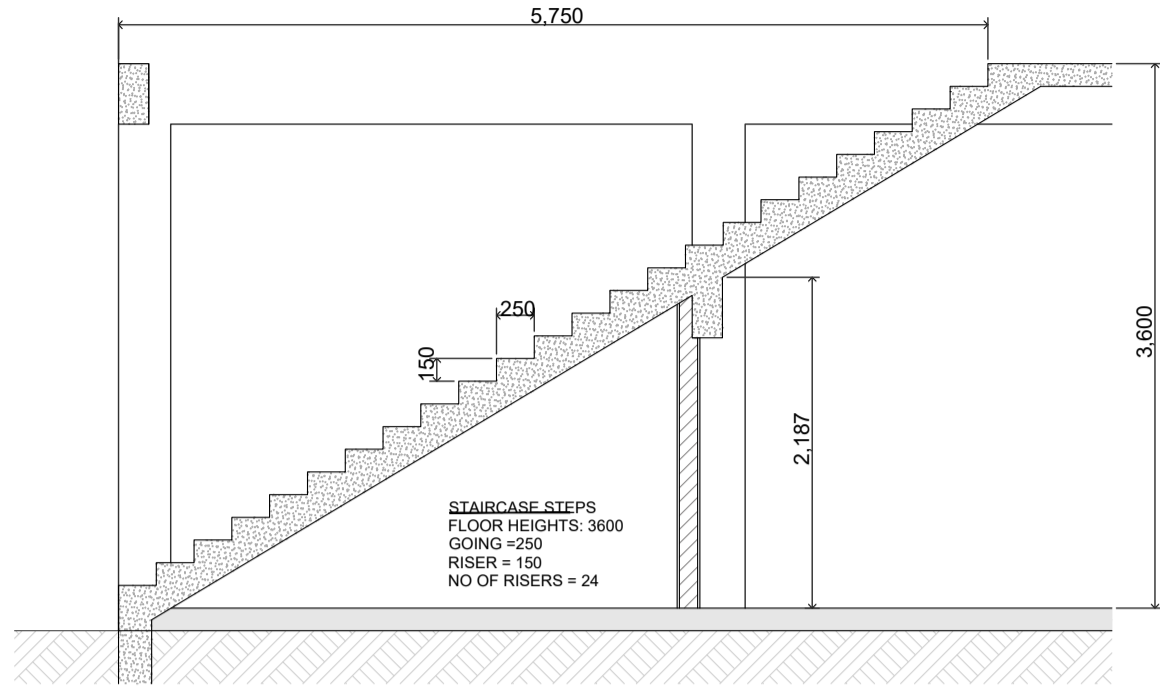 5,750
250
150
3,600
2,187
STAIRCASE STEPS
FLOOR HEIGHTS: 3600
GOING =250
RISER = 150
NO OF RISERS = 24